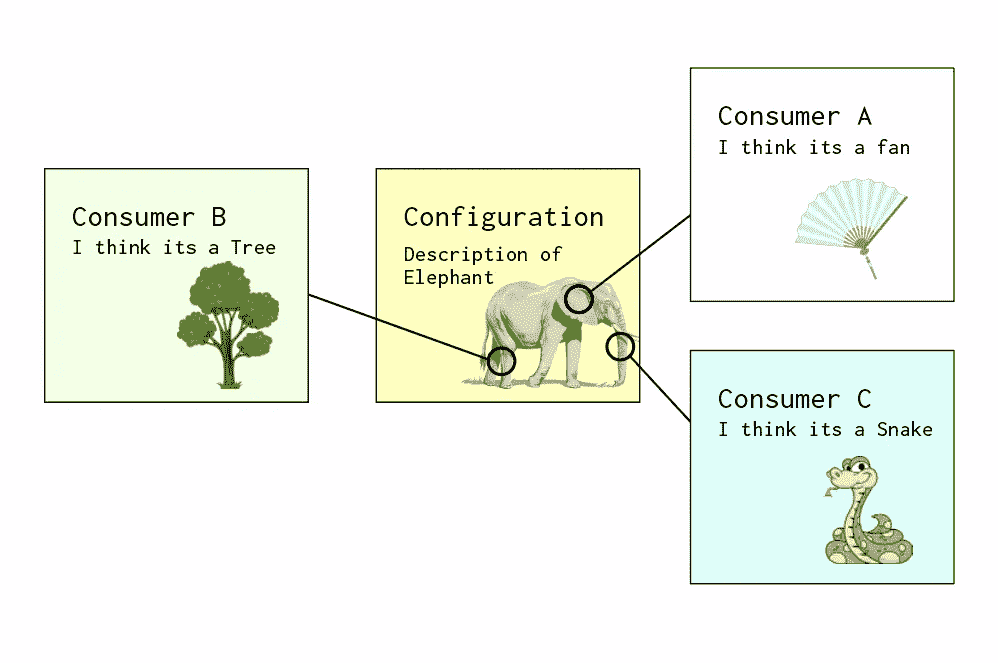 Consumer B
I think its a Tree
Configuration
Description of
Elephant
Consumer A
I think its a fan
Consumer C
I think its a Snake